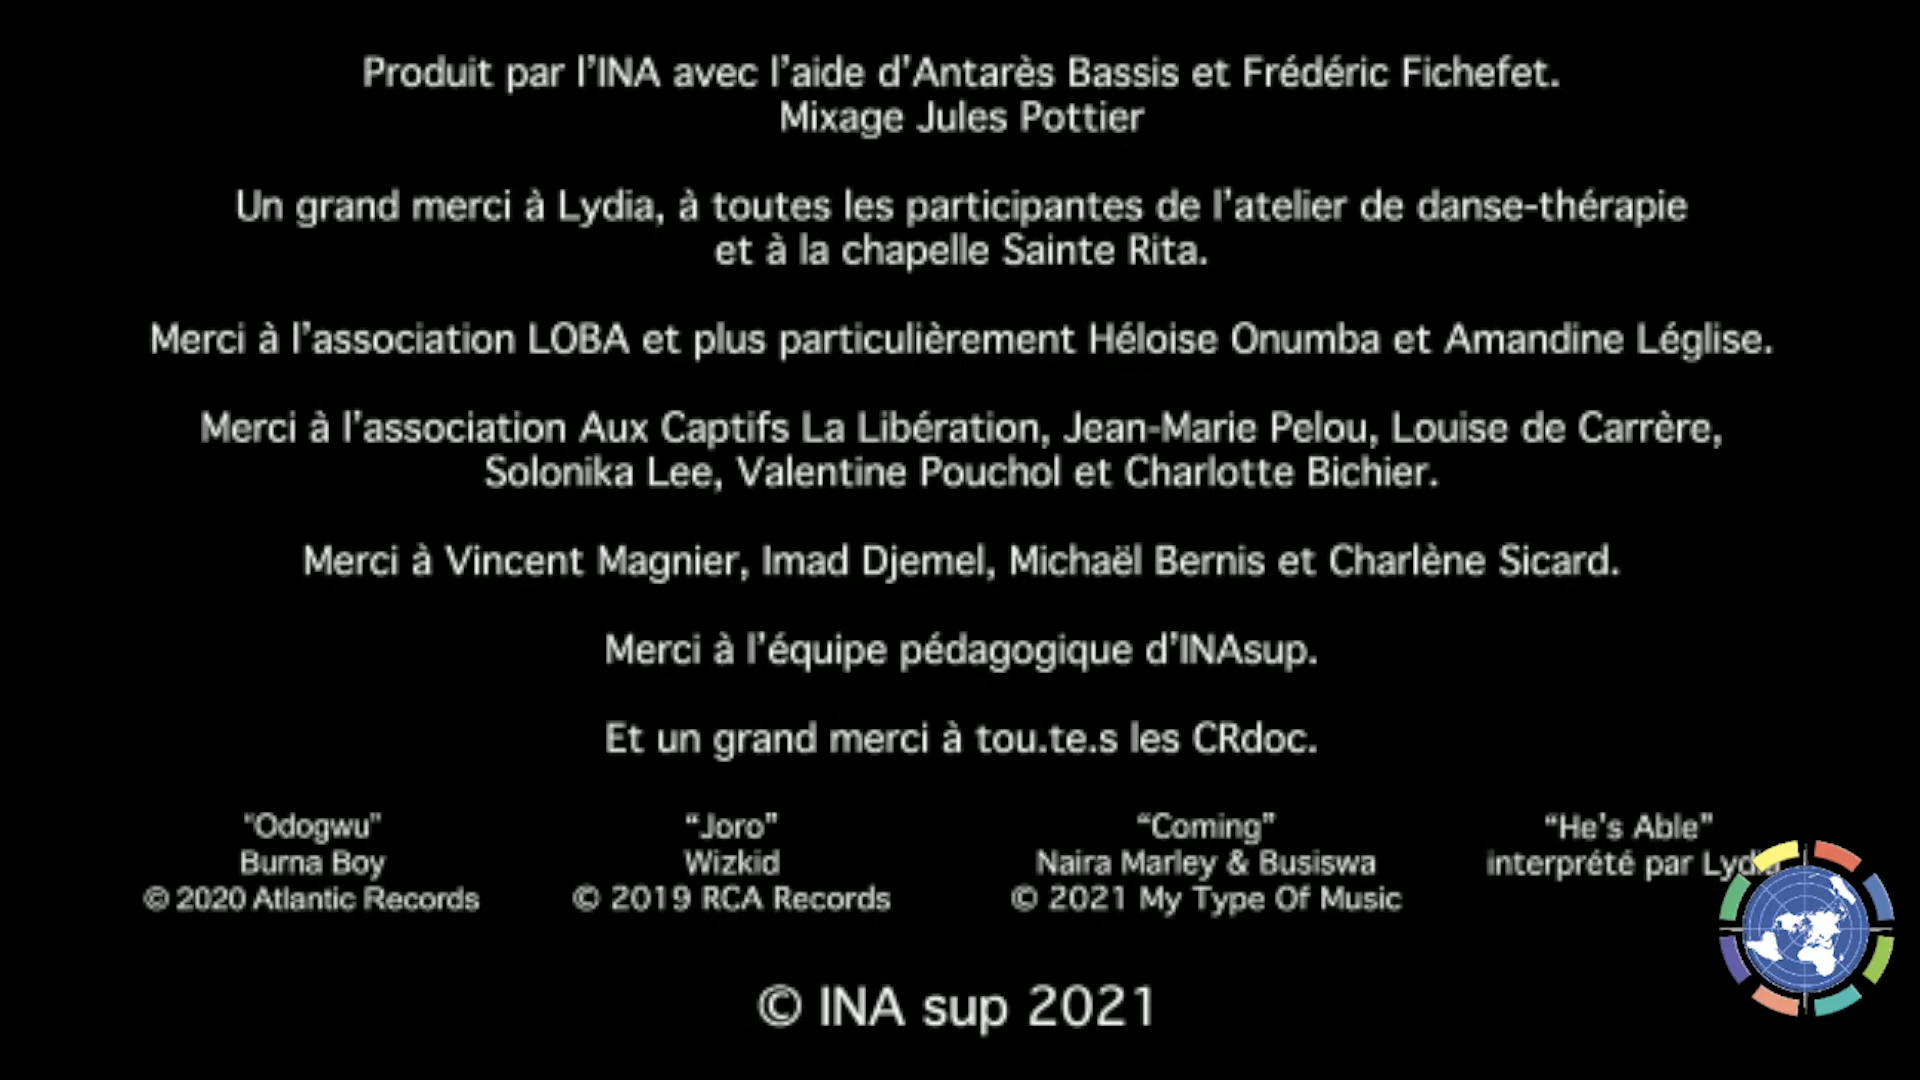 Produit par l'INA avec l'aide d'Antarès Bassis et Frédéric Fichefet.
Mixage Jules Pottier
Un grand merci à Lydia, à toutes les participantes de l'atelier de danse-thérapie
et à la chapelle Sainte Rita.
Merci à l'association LOBA et plus particulièrement Héloise Onumba et Amandine Léglise.
Merci à l'association Aux Captifs La Libération, Jean-Marie Pelou, Louise de Carrère,
Solonika Lee, Valentine Pouchol et Charlotte Bichier.
Merci à Vincent Magnier, Imad Djemel, Michaël Bernis et Charlène Sicard.
Merci à l'équipe pédagogique d'INAsup.
Et un grand merci à tou.te.s les CRdoc.
"Odogwu"
Burna Boy
© 2020 Atlantic Records
“Joro”
Wizkid
© 2019 RCA Records
“Coming”
Naira Marley & Busiswa
© 2021 My Type Of Music
“He's Able”
interprété par Lydia
© INA sup 2021